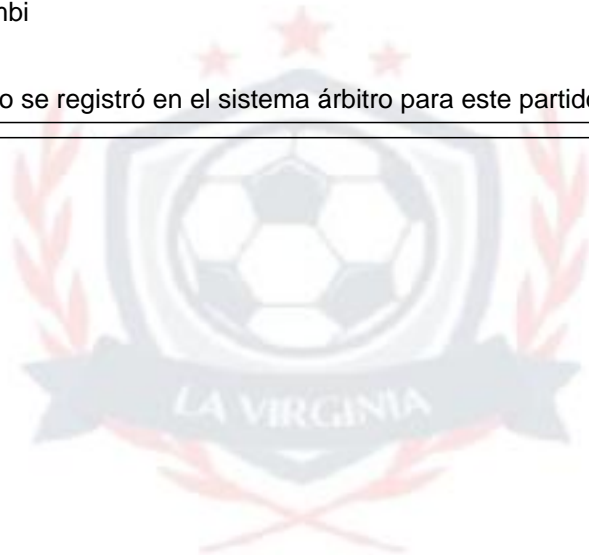 nbi
o se registró en el sistema árbitro para este partid
LA VIRGINIA